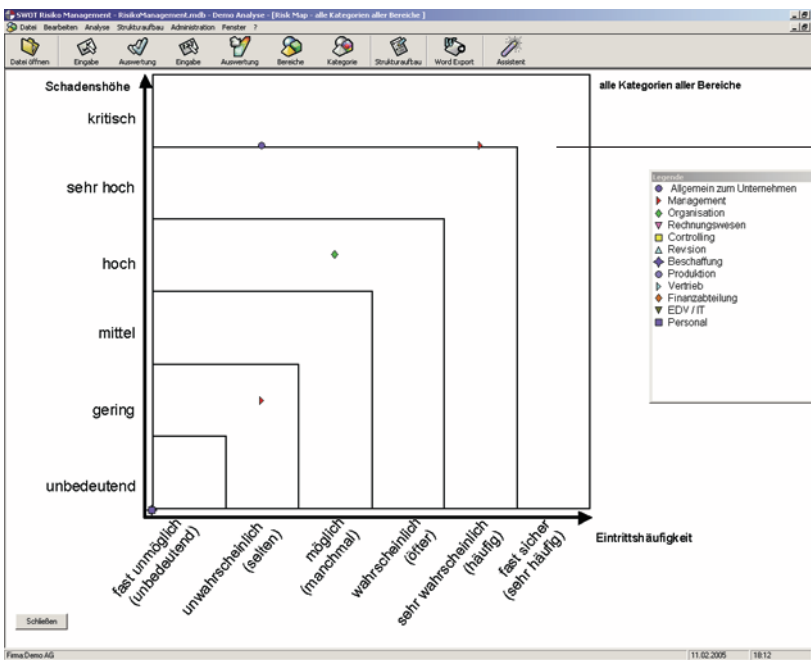 SWOT Risiko Management - RisikoManagement.mdb - Demo Analyse - [Risk Map - alle Kategorien aller Bereiche ]
Datei Bearbeiten Analyse Strukturaufbau Administration Fenster ?
Datei öffnen Eingabe Auswertung Eingabe Auswertung Bereiche Kategorie Strukturaufbau Word Export Assistent
Schadenshöhe
alle Kategorien aller Bereiche
kritisch
sehr hoch
hoch
mittel
gering
unbedeutend
Legende
Allgemein zum Unternehmen
Management
Organisation
Rechnungswesen
Controlling
Revision
Beschaffung
Produktion
Vertrieb
Finanzabteilung
EDV / IT
Personal
fast unmöglich
(unbedeutend)
unwahrscheinlich
(selten)
möglich
(manchmal)
wahrscheinlich
(öfter)
sehr wahrscheinlich
(häufig)
fast sicher
(sehr häufig)
Eintrittshäufigkeit
Schließen
Firma:Demo AG 11.02.2005 18:12